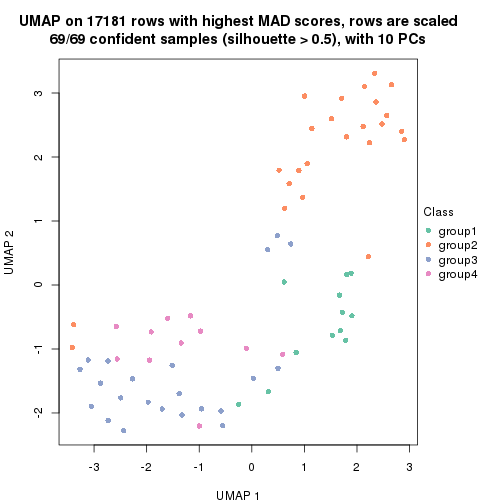 UMAP on 17181 rows with highest MAD scores, rows are scaled
69/69 confident samples (silhouette > 0.5), with 10 PCs
UMAP 2
3
2
1
0
-1
-2
-3
-2
-1
0
1
2
3
UMAP 1
Class
group1
group2
group3
group4